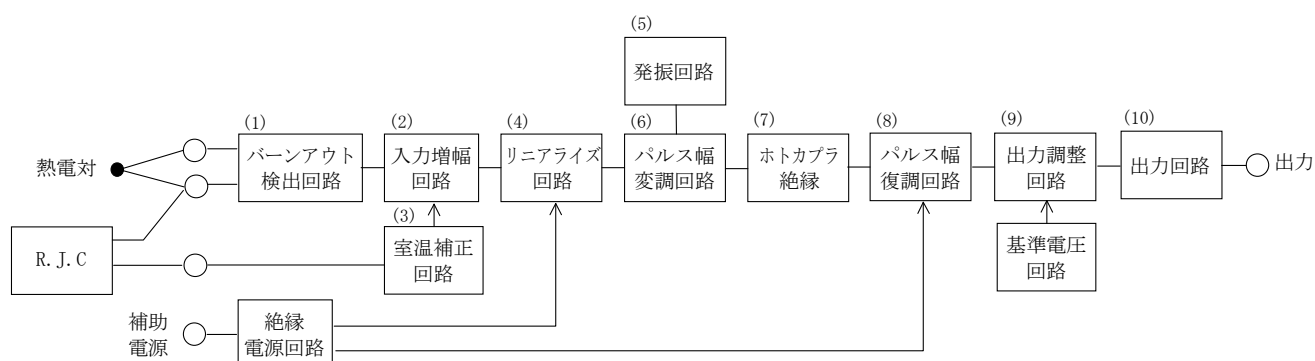 (5)
発振回路
(1)
(2)
(4)
(6)
(7)
(8)
(9)
(10)
熱電対
バーンアウト
検出回路
入力増幅
回路
リニアライズ
回路
パルス幅
変調回路
ホトカプラ
絶縁
パルス幅
復調回路
出力調整
回路
出力回路
出力
(3)
R.J.C
室温補正
回路
基準電圧
回路
補助
電源
絶縁
電源回路